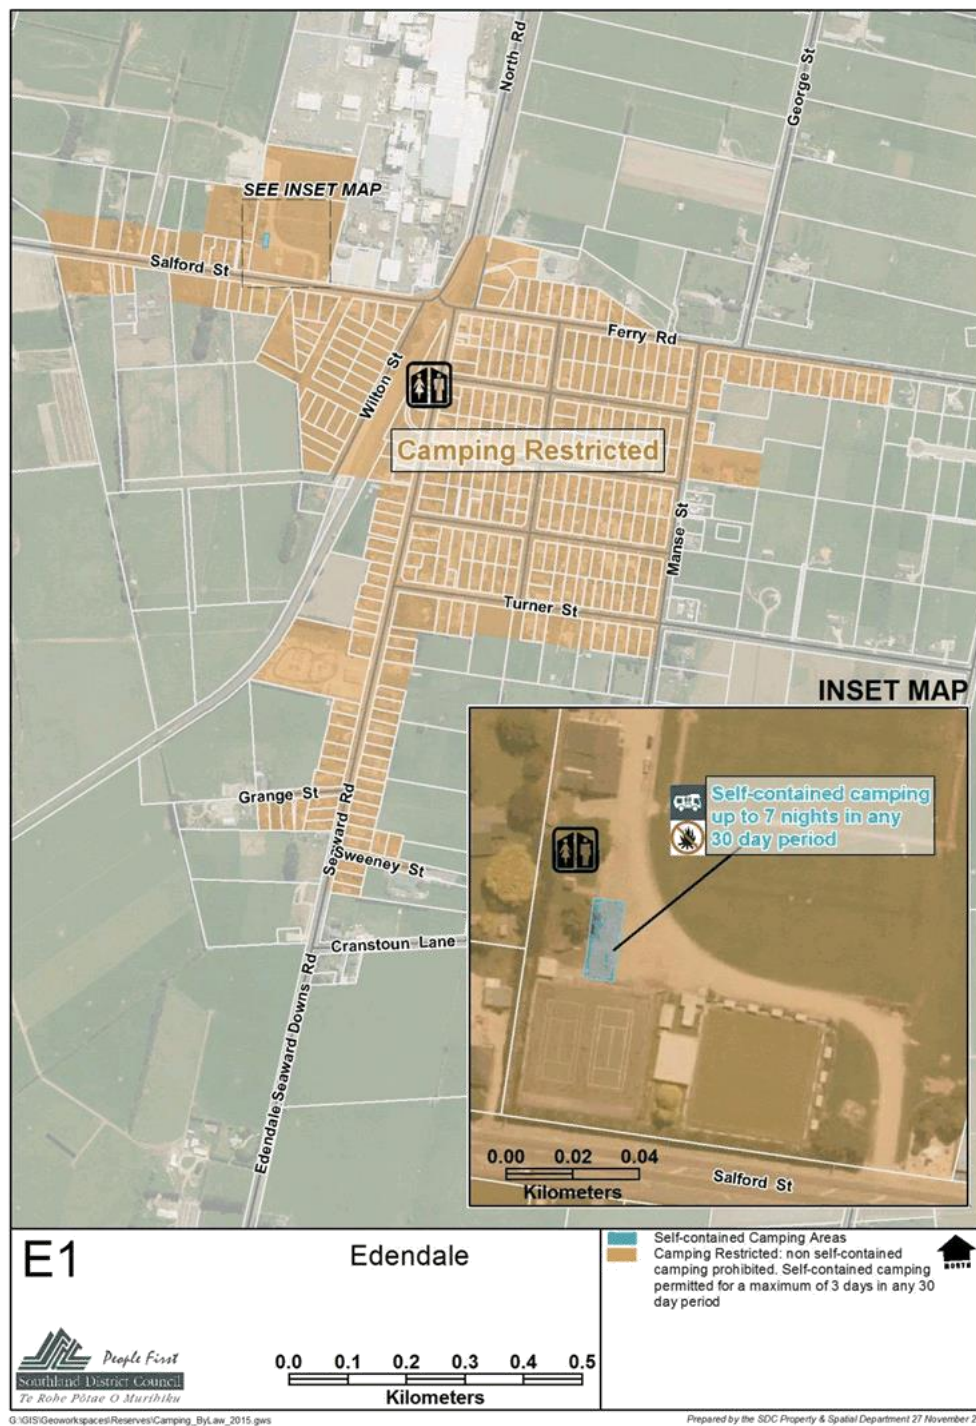 North Rd
George St
SEE INSET MAP
Salford St
Ferry Rd
Wilton St
Camping Restricted
Manse St
Turner St
INSET MAP
Self-contained camping
up to 7 nights in any
30 day period
Grange St
Seaward Rd
Sweeney St
Cranstoun Lane
Edendale Seaward Downs Rd
0.00 0.02 0.04
Kilometers
Salford St
E1
Edendale
Self-contained Camping Areas
Camping Restricted: non self-contained
camping prohibited. Self-contained camping
permitted for a maximum of 3 days in any 30
day period
NORTH
People First
Southland District Council
Te Rohe Pōtae O Murihiku
0.0 0.1 0.2 0.3 0.4 0.5
Kilometers
G:\GIS\Geoworkspaces\Reserves\Camping_ByLaw_2015.gws
Prepared by the SDC Property & Spatial Department 27 November 2